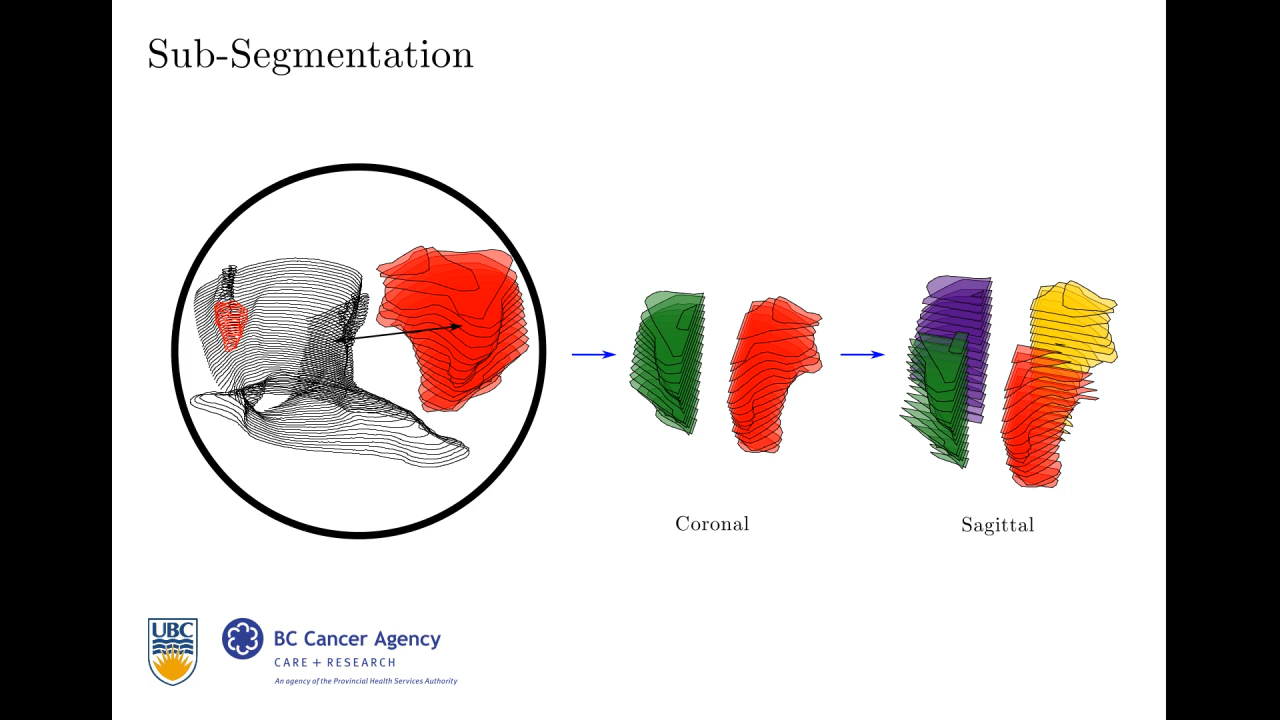 Sub-Segmentation
Coronal
Sagittal
UBC
BC Cancer Agency
CARE + RESEARCH
An agency of the Provincial Health Services Authority